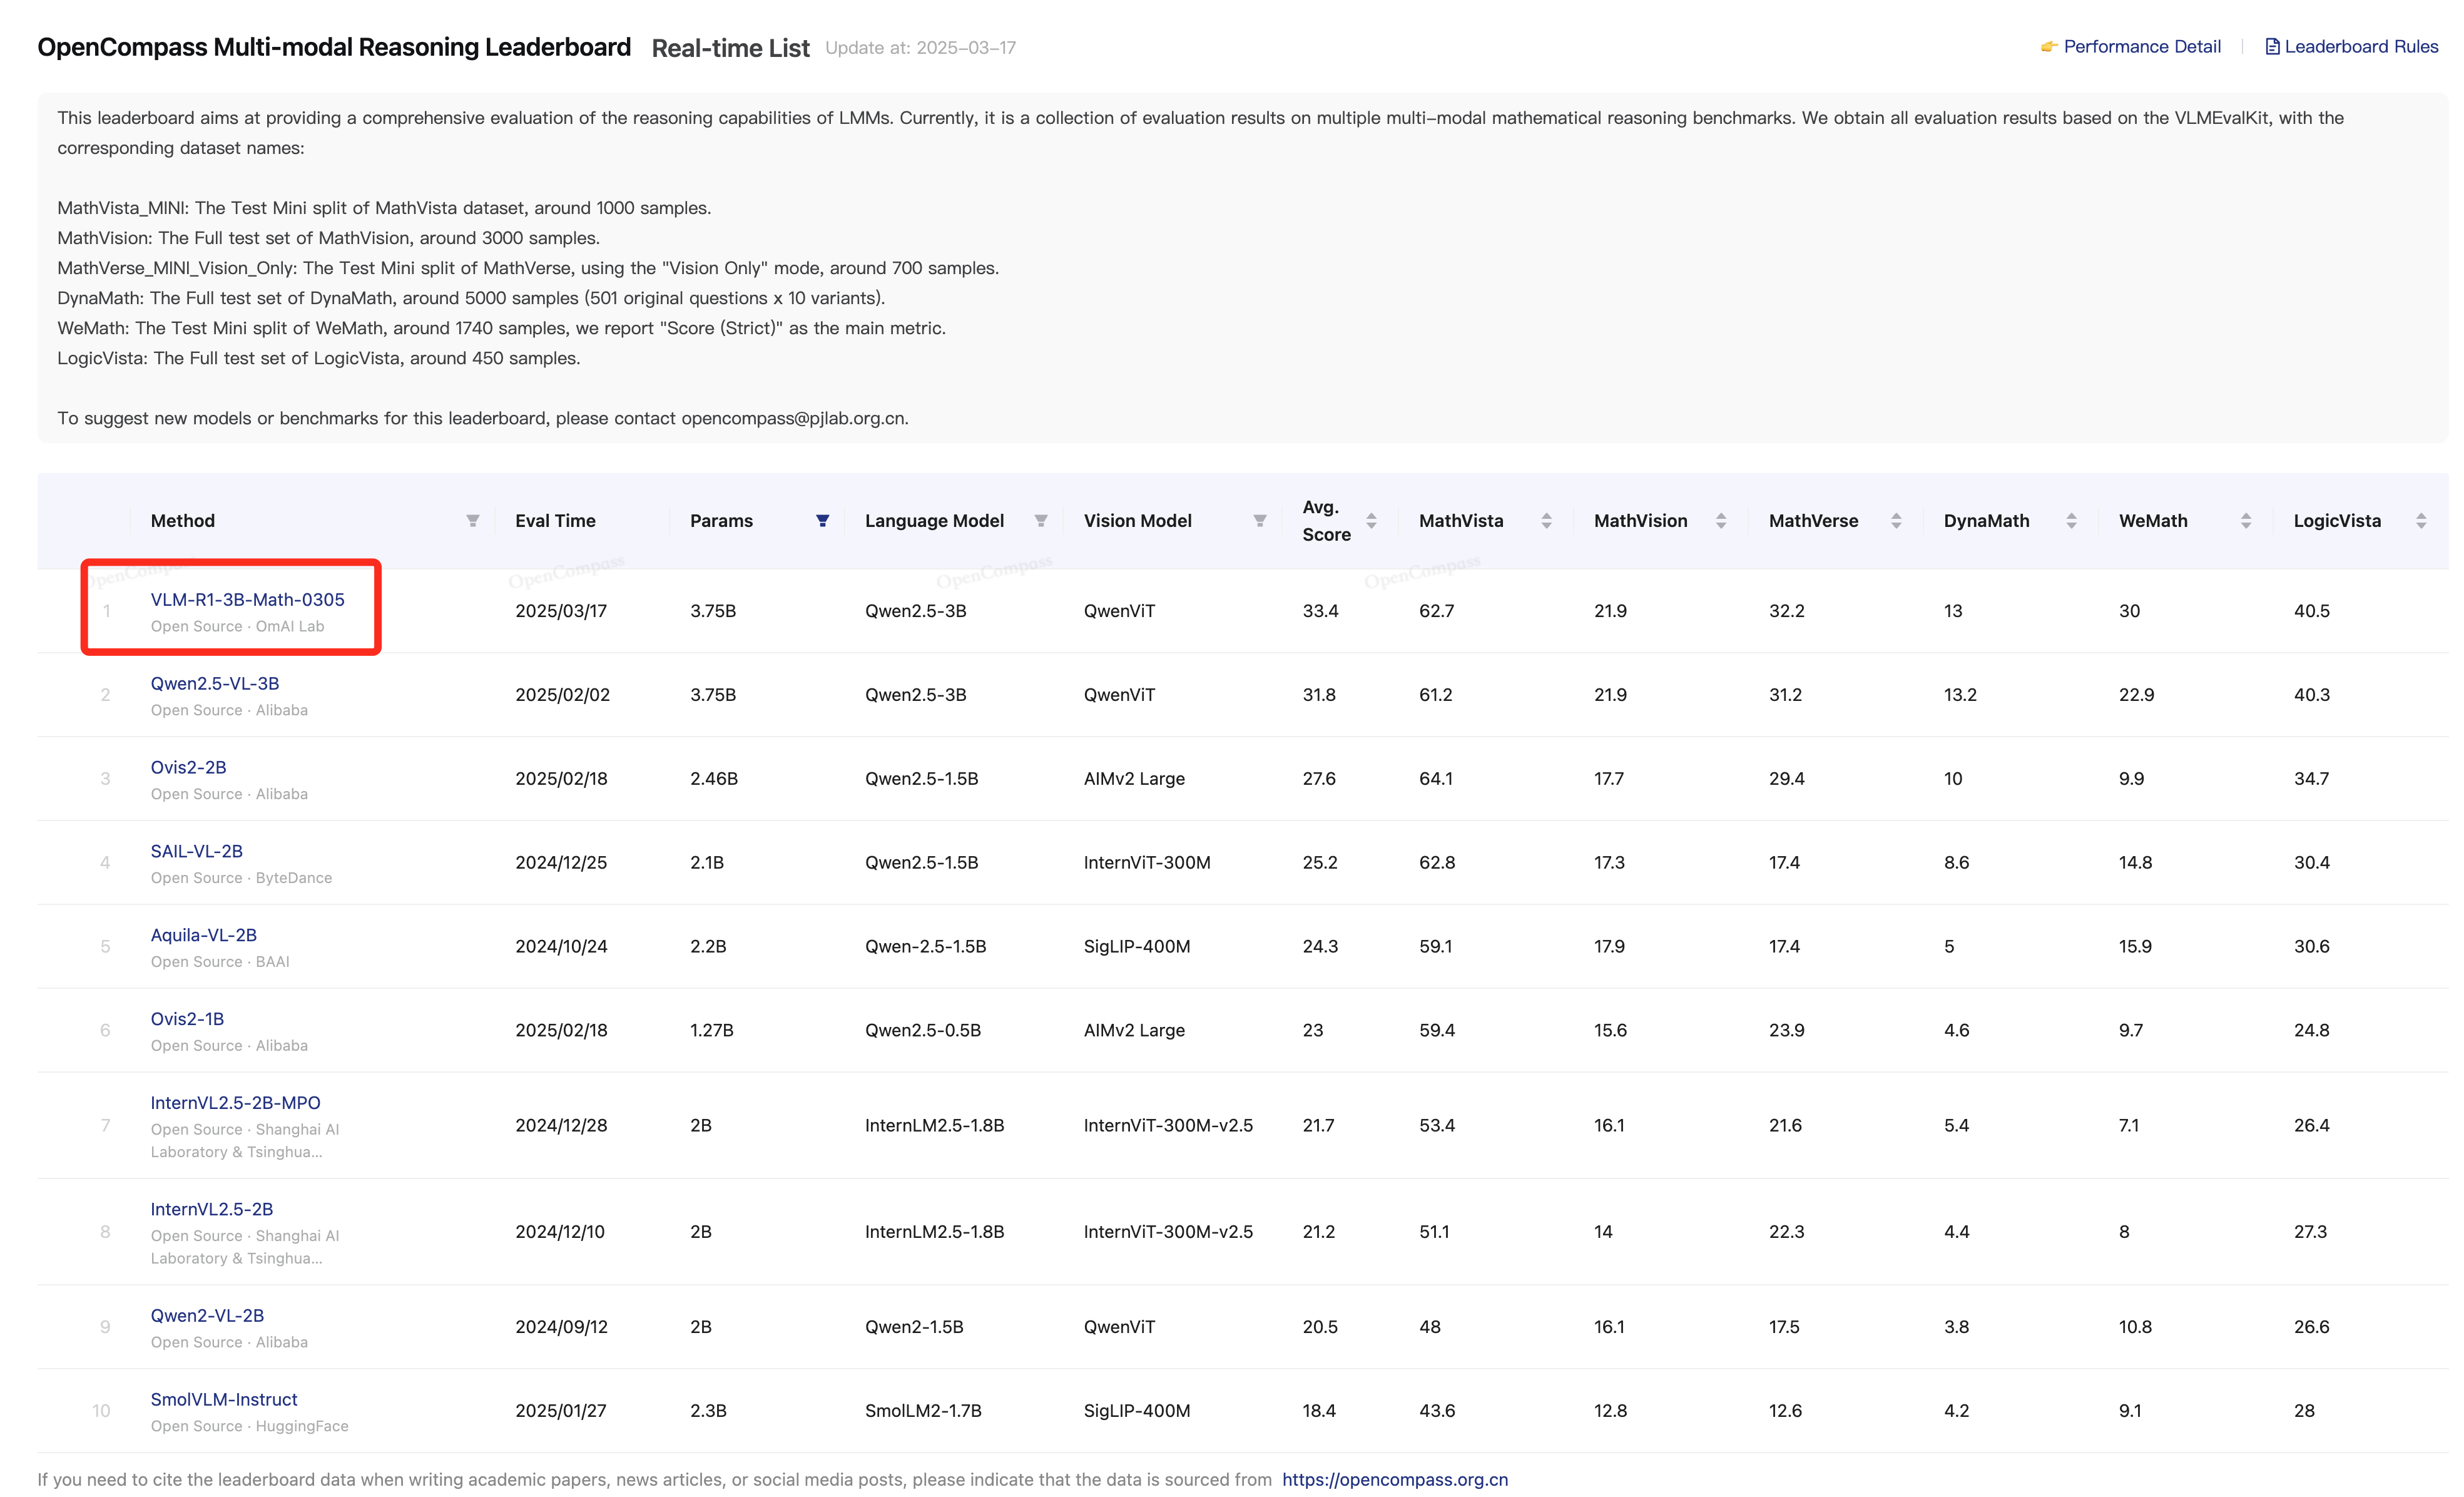 OpenCompass Multi-modal Reasoning Leaderboard Real-time List Update at: 2025-03-17
Performance Detail Leaderboard Rules
This leaderboard aims at providing a comprehensive evaluation of the reasoning capabilities of LMMs. Currently, it is a collection of evaluation results on multiple multi-modal mathematical reasoning benchmarks. We obtain all evaluation results based on the VLMEvalKit, with the
corresponding dataset names:
MathVista_MINI: The Test Mini split of MathVista dataset, around 1000 samples.
MathVision: The Full test set of MathVision, around 3000 samples.
MathVerse_MINI_Vision_Only: The Test Mini split of MathVerse, using the "Vision Only" mode, around 700 samples.
DynaMath: The Full test set of DynaMath, around 5000 samples (501 original questions x 10 variants).
WeMath: The Test Mini split of WeMath, around 1740 samples, we report "Score (Strict)" as the main metric.
LogicVista: The Full test set of LogicVista, around 450 samples.
To suggest new models or benchmarks for this leaderboard, please contact opencompass@pjlab.org.cn.
Method Eval Time Params Language Model Vision Model Avg. Score MathVista MathVision MathVerse DynaMath WeMath LogicVista
OpenCompass OpenCompass OpenCompass OpenCompass
1 VLM-R1-3B-Math-0305 2025/03/17 3.75B Qwen2.5-3B QwenViT 33.4 62.7 21.9 32.2 13 30 40.5
Open Source · OmAI Lab
2 Qwen2.5-VL-3B 2025/02/02 3.75B Qwen2.5-3B QwenViT 31.8 61.2 21.9 31.2 13.2 22.9 40.3
Open Source · Alibaba
3 Ovis2-2B 2025/02/18 2.46B Qwen2.5-1.5B AIMv2 Large 27.6 64.1 17.7 29.4 10 9.9 34.7
Open Source · Alibaba
4 SAIL-VL-2B 2024/12/25 2.1B Qwen2.5-1.5B InternViT-300M 25.2 62.8 17.3 17.4 8.6 14.8 30.4
Open Source · ByteDance
5 Aquila-VL-2B 2024/10/24 2.2B Qwen-2.5-1.5B SigLIP-400M 24.3 59.1 17.9 17.4 5 15.9 30.6
Open Source · BAAI
6 Ovis2-1B 2025/02/18 1.27B Qwen2.5-0.5B AIMv2 Large 23 59.4 15.6 23.9 4.6 9.7 24.8
Open Source · Alibaba
7 InternVL2.5-2B-MPO 2024/12/28 2B InternLM2.5-1.8B InternViT-300M-v2.5 21.7 53.4 16.1 21.6 5.4 7.1 26.4
Open Source · Shanghai AI
Laboratory & Tsinghua...
8 InternVL2.5-2B 2024/12/10 2B InternLM2.5-1.8B InternViT-300M-v2.5 21.2 51.1 14 22.3 4.4 8 27.3
Open Source · Shanghai AI
Laboratory & Tsinghua...
9 Qwen2-VL-2B 2024/09/12 2B Qwen2-1.5B QwenViT 20.5 48 16.1 17.5 3.8 10.8 26.6
Open Source · Alibaba
10 SmolVLM-Instruct 2025/01/27 2.3B SmolLM2-1.7B SigLIP-400M 18.4 43.6 12.8 12.6 4.2 9.1 28
Open Source · HuggingFace
If you need to cite the leaderboard data when writing academic papers, news articles, or social media posts, please indicate that the data is sourced from https://opencompass.org.cn